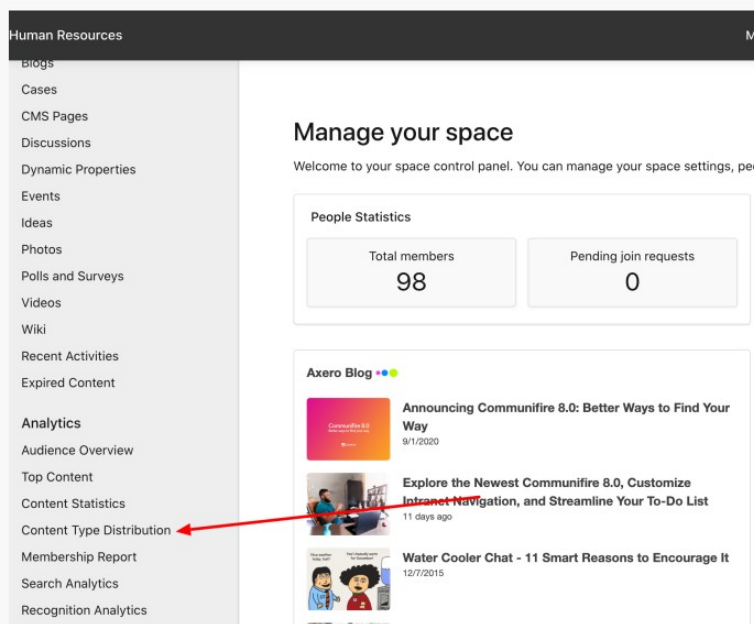 Human Resources
M
Blogs
Cases
CMS Pages
Discussions
Dynamic Properties
Events
Ideas
Photos
Polls and Surveys
Videos
Wiki
Recent Activities
Expired Content
Analytics
Audience Overview
Top Content
Content Statistics
Content Type Distribution
Membership Report
Search Analytics
Recognition Analytics
Manage your space
Welcome to your space control panel. You can manage your space settings, peo
People Statistics
Total members
98
Pending join requests
0
Axero Blog
Communifire 8.0
Announcing Communifire 8.0: Better Ways to Find Your
Way
9/1/2020
Explore the Newest Communifire 8.0, Customize
Intranet Navigation, and Streamline Your To-Do List
11 days ago
Water Cooler Chat - 11 Smart Reasons to Encourage It
12/7/2015